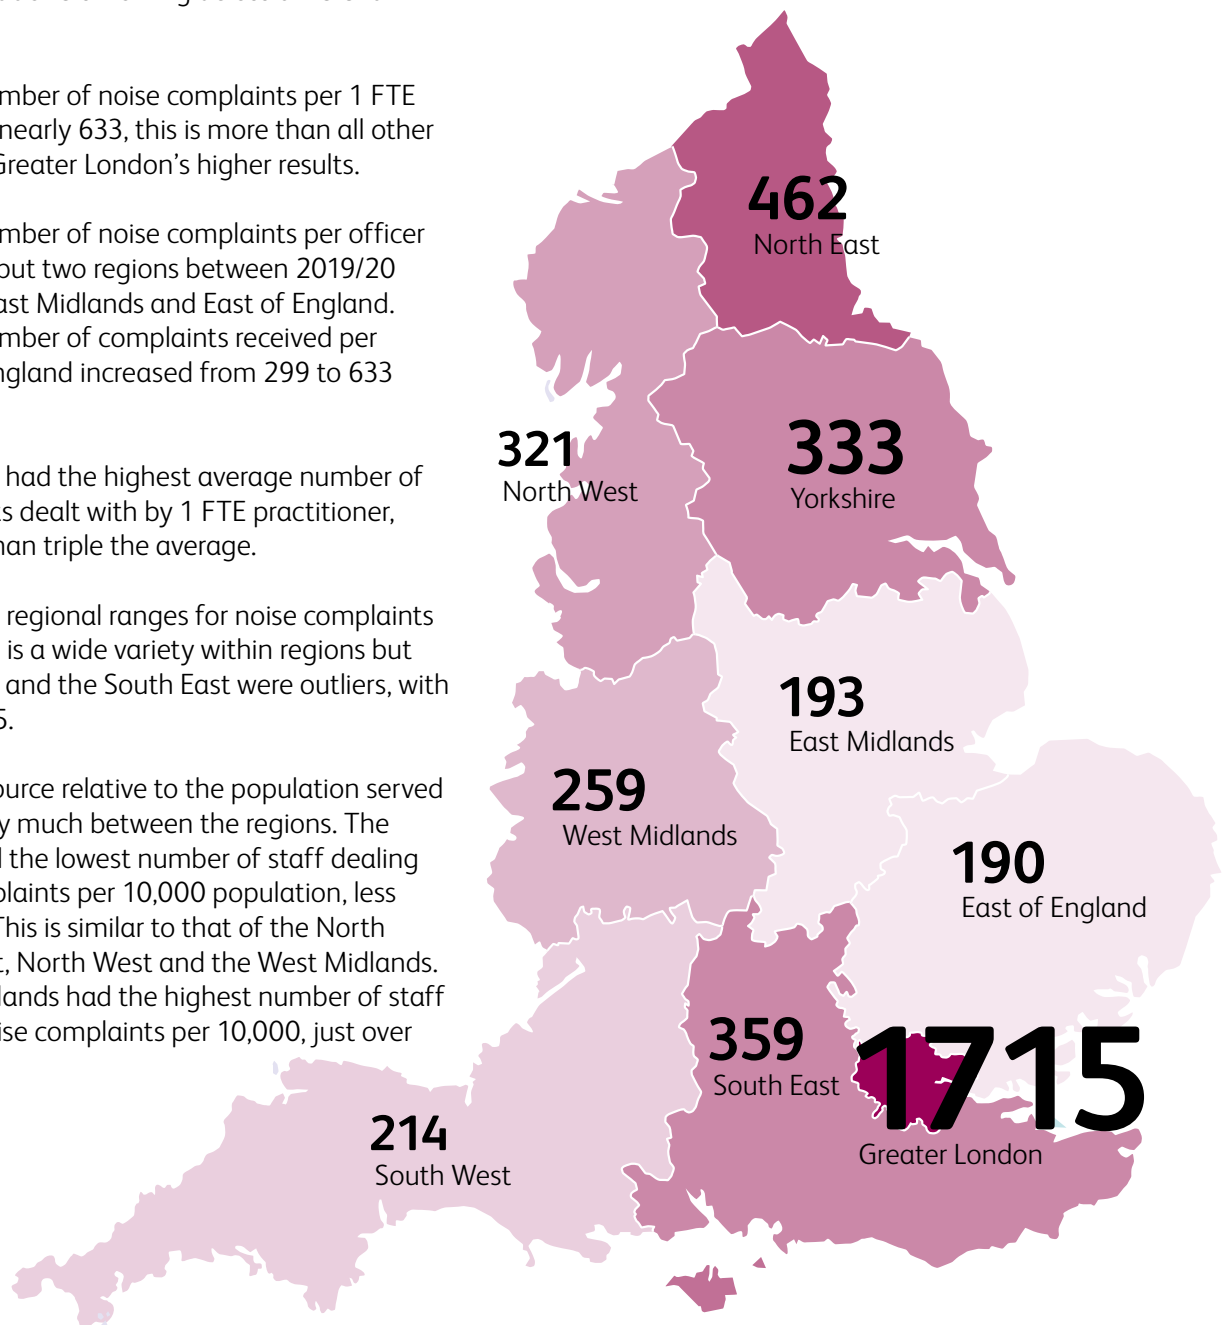 mber of noise complaints per 1 FTE
nearly 633, this is more than all other
Greater London's higher results.
mber of noise complaints per officer
but two regions between 2019/20
ast Midlands and East of England.
mber of complaints received per
ngland increased from 299 to 633
had the highest average number of
s dealt with by 1 FTE practitioner,
han triple the average.
regional ranges for noise complaints
is a wide variety within regions but
and the South East were outliers, with
5.
ource relative to the population served
y much between the regions. The
d the lowest number of staff dealing
plaints per 10,000 population, less
This is similar to that of the North
t, North West and the West Midlands.
lands had the highest number of staff
ise complaints per 10,000, just over
462
North East
321
North West
333
Yorkshire
193
East Midlands
259
West Midlands
190
East of England
359
South East
1715
Greater London
214
South West